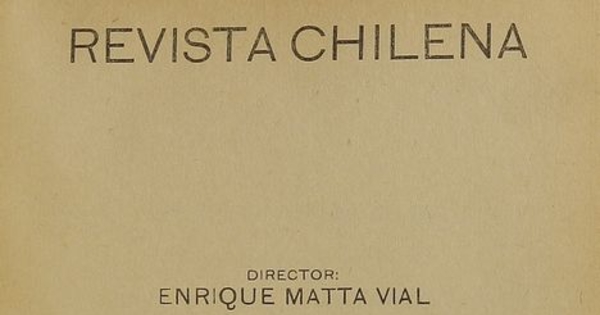 REVISTA CHILENA
DIRECTOR:
ENRIQUE MATTA VIAL